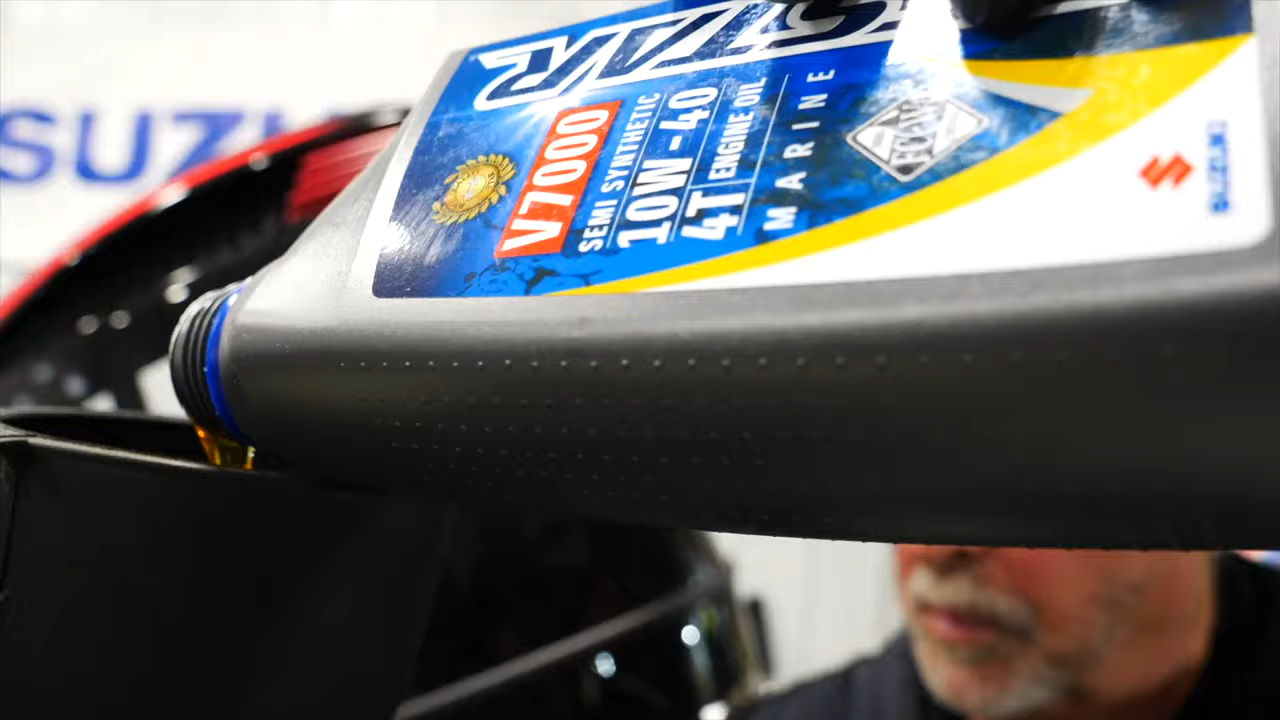 SUZU
V7000
SEMI SYNTHETIC
10W-40
4T ENGINE OIL
MARINE
SUZUKI